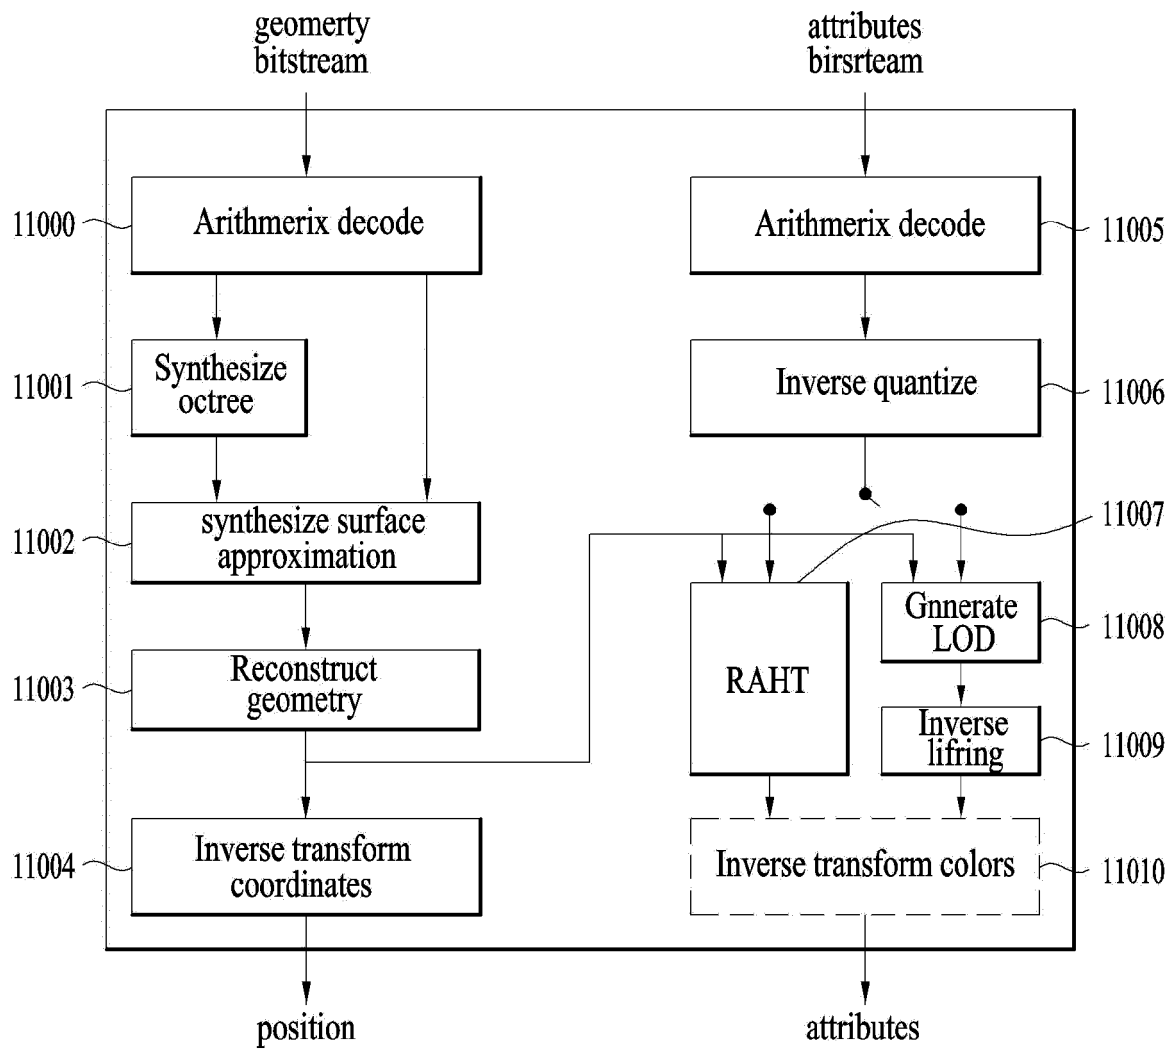 geomerty
bitstream
attributes
birsrteam
11000
Arithmerix decode
Arithmerix decode
11005
11001
Synthesize
octree
Inverse quantize
11006
11002
synthesize surface
approximation
11007
11003
Reconstruct
geometry
RAHT
Gnnerate
LOD
11008
Inverse
lifring
11009
11004
Inverse transform
coordinates
Inverse transform colors
11010
position
attributes